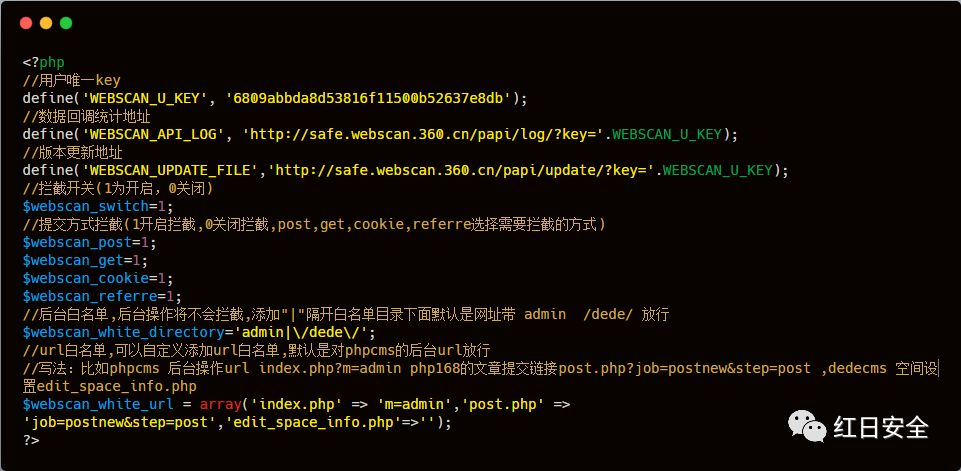 <?php
//用户唯一key
define('WEBSCAN_U_KEY', '6809abbda8d53816f11500b52637e8db');
//数据回调统计地址
define('WEBSCAN_API_LOG', 'http://safe.webscan.360.cn/papi/log/?key='.WEBSCAN_U_KEY);
//版本更新地址
define('WEBSCAN_UPDATE_FILE','http://safe.webscan.360.cn/papi/update/?key='.WEBSCAN_U_KEY);
//拦截开关(1为开启，0关闭)
$webscan_switch=1;
//提交方式拦截(1开启拦截,0关闭拦截,post,get,cookie,referre选择需要拦截的方式)
$webscan_post=1;
$webscan_get=1;
$webscan_cookie=1;
$webscan_referre=1;
//后台白名单,后台操作将不会拦截,添加"|"隔开白名单目录下面默认是网址带 admin  /dede/ 放行
$webscan_white_directory='admin|\/dede\/';
//url白名单,可以自定义添加url白名单,默认是对phpcms的后台url放行
//写法：比如phpcms 后台操作url index.php?m=admin php168的文章提交链接post.php?job=postnew&step=post ,dedecms 空间设
置edit_space_info.php
$webscan_white_url = array('index.php' => 'm=admin','post.php' =>
'job=postnew&step=post','edit_space_info.php'=>'');
?>
红日安全